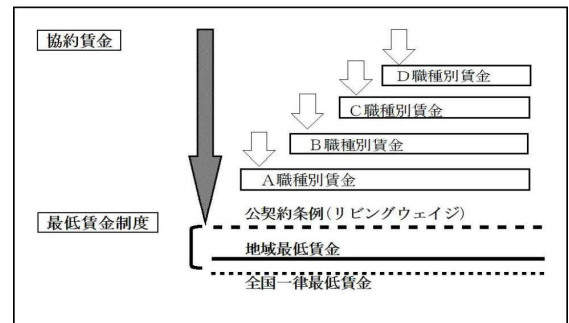 協約賃金
D職種別賃金
C職種別賃金
B職種別賃金
A職種別賃金
最低賃金制度
公契約条例(リビングウェイジ)
地域最低賃金
全国一律最低賃金